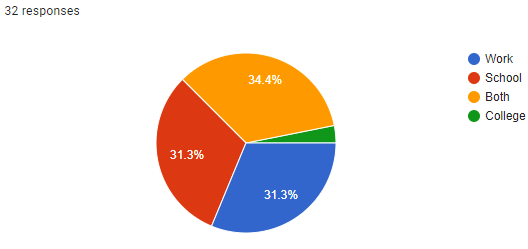 32 responses
34.4%
31.3%
31.3%
Work
School
Both
College